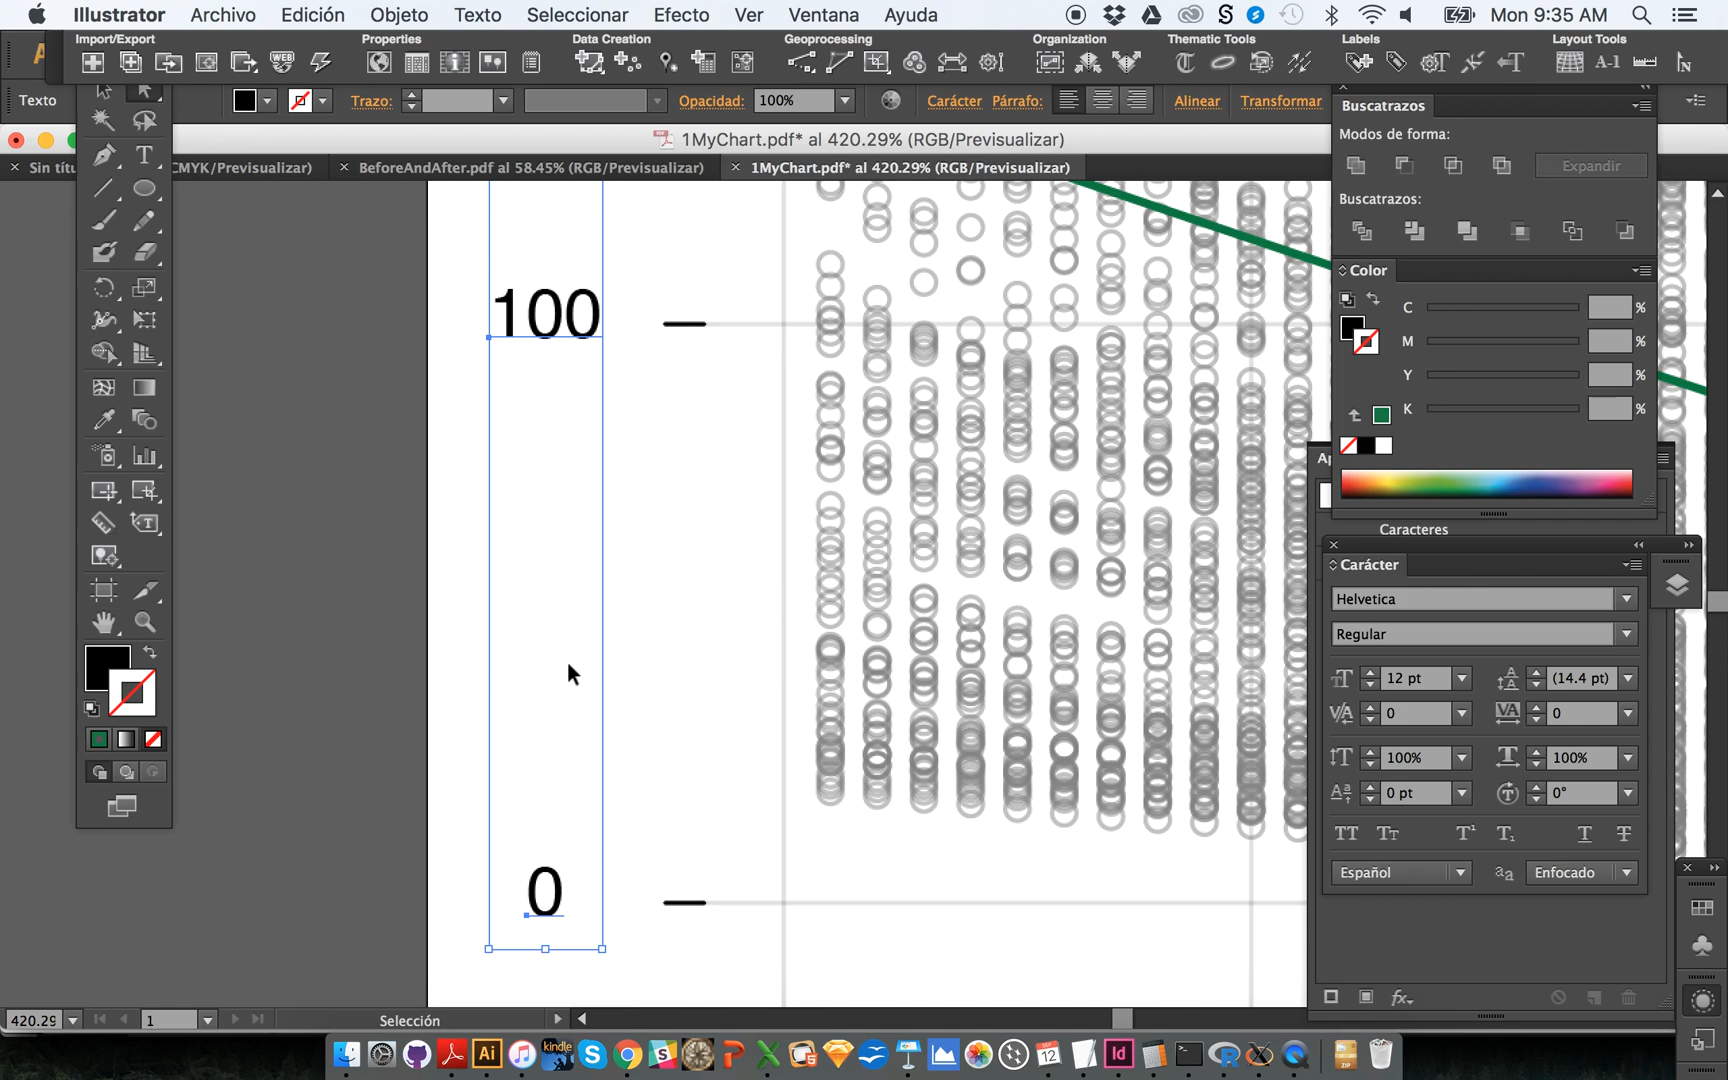 Illustrator Archivo Edición Objeto Texto Seleccionar Efecto Ver Ventana Ayuda Mon 9:35 AM
Import/Export Properties Data Creation Geoprocessing Organization Thematic Tools Labels Layout Tools
Texto Trazo: Opacidad: 100% Carácter Párrafo: Alinear Transformar
1MyChart.pdf* al 420.29% (RGB/Previsualizar)
Sin títu CMYK/Previsualizar) BeforeAndAfter.pdf al 58.45% (RGB/Previsualizar) 1MyChart.pdf* al 420.29% (RGB/Previsualizar)
Buscatrazos
Modos de forma:
Expandir
Buscatrazos:
Color
C %
M %
Y %
K %
100
0
Ap
Caracteres
Carácter
Helvetica
Regular
12 pt (14.4 pt)
0 0
100% 100%
0 pt 0°
Español Enfocado
420.29 1 Selección